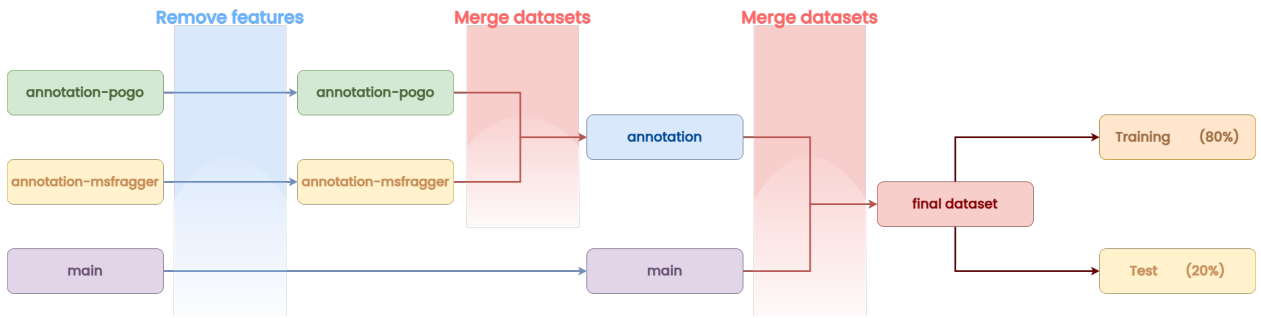 Remove features
Merge datasets
Merge datasets
annotation-pogo
annotation-pogo
annotation
Training (80%)
annotation-msfragger
annotation-msfragger
final dataset
main
main
Test (20%)